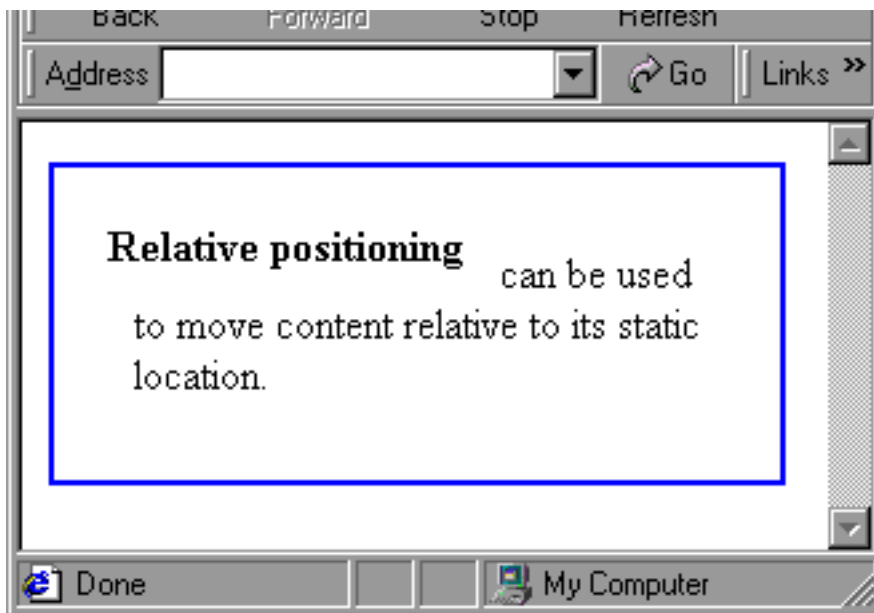 Back Forward Stop Refresh
Address Go Links »
Relative positioning
can be used
to move content relative to its static
location.
Done My Computer